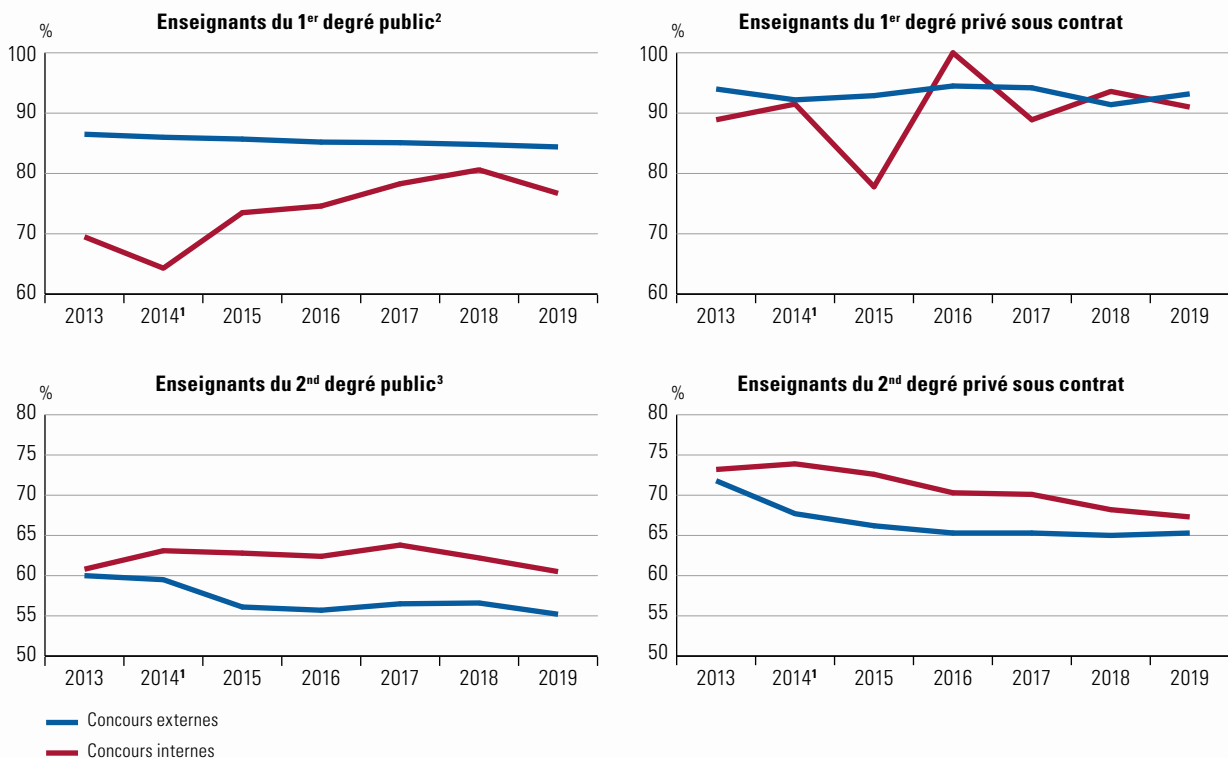 Enseignants du 1er degré public2
%
100
90
80
70
60
2013 20141 2015 2016 2017 2018 2019
Enseignants du 1er degré privé sous contrat
%
100
90
80
70
60
2013 20141 2015 2016 2017 2018 2019
Enseignants du 2nd degré public3
%
80
75
70
65
60
55
50
2013 20141 2015 2016 2017 2018 2019
Enseignants du 2nd degré privé sous contrat
%
80
75
70
65
60
55
50
2013 20141 2015 2016 2017 2018 2019
Concours externes
Concours internes